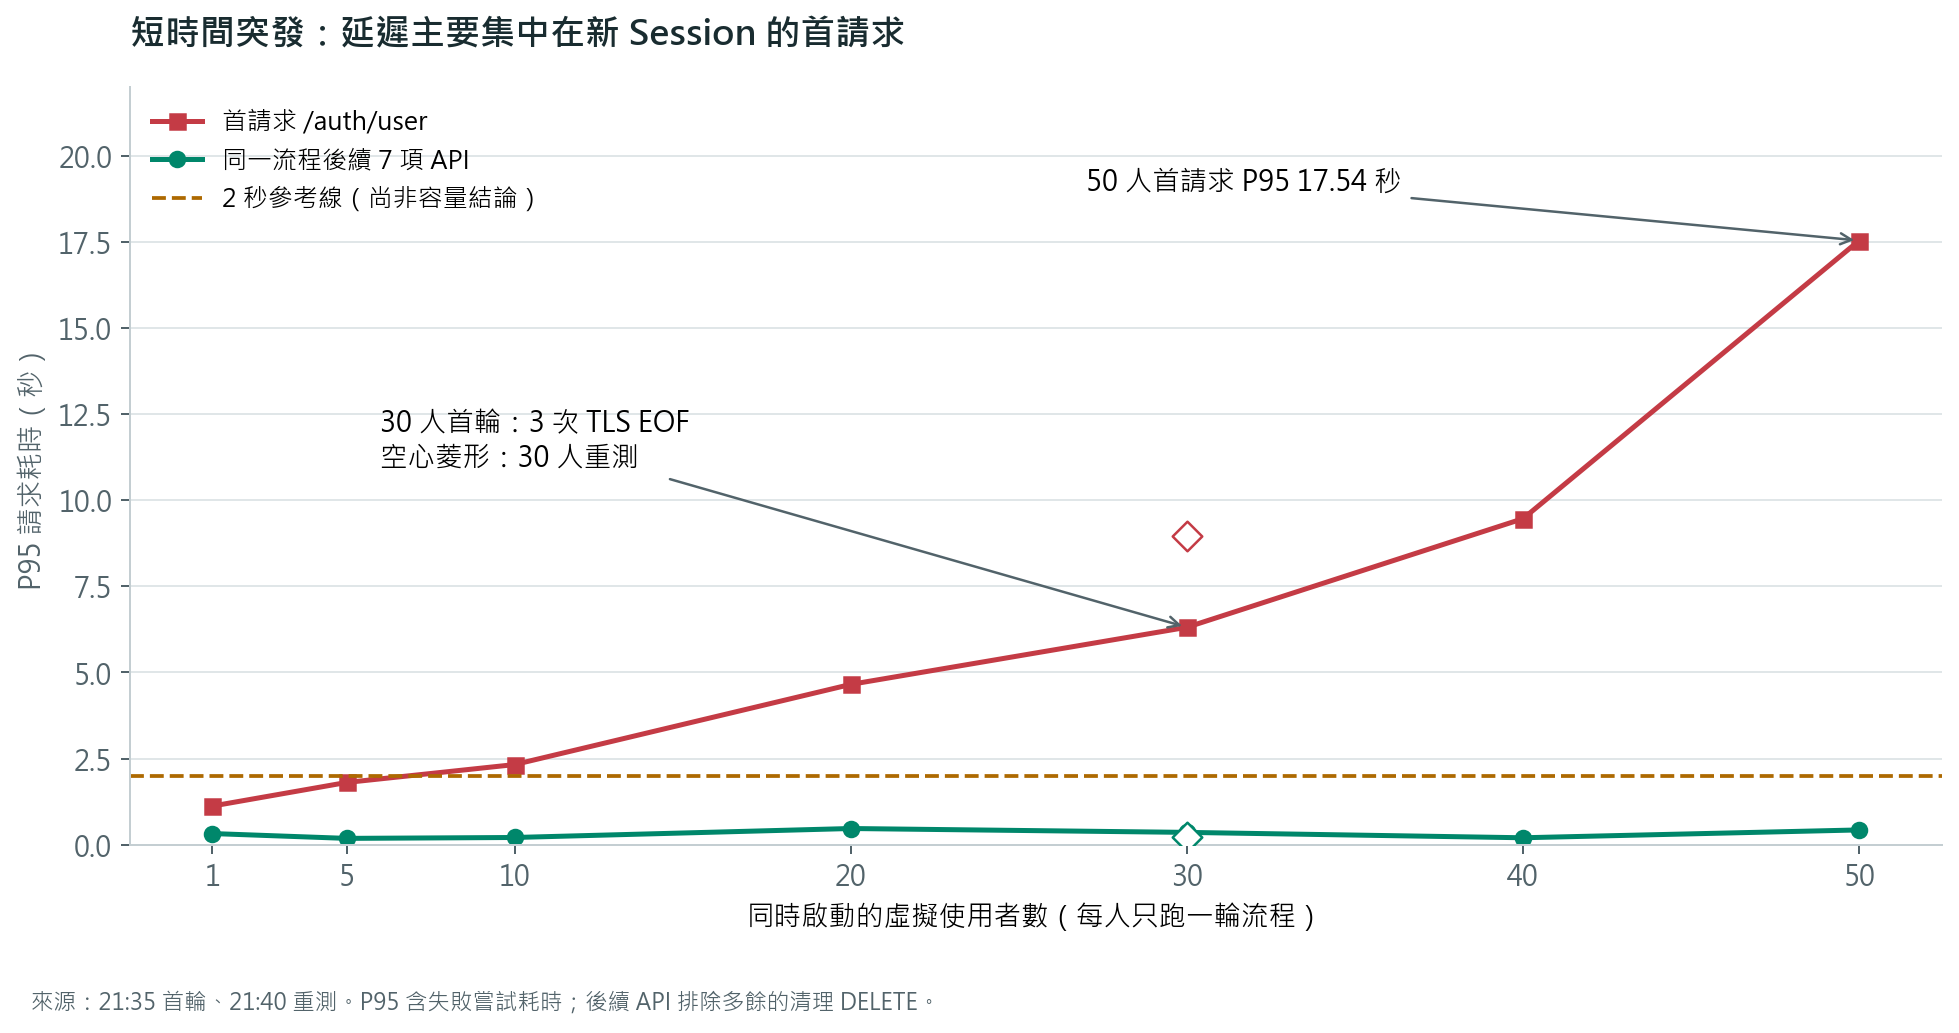 短時間突發：延遲主要集中在新 Session 的首請求
首請求 /auth/user
同一流程後續 7 項 API
2 秒參考線（尚非容量結論）
50 人首請求 P95 17.54 秒
30 人首輪：3 次 TLS EOF
空心菱形：30 人重測
P95 請求耗時（秒）
20.0
17.5
15.0
12.5
10.0
7.5
5.0
2.5
0.0
1 5 10 20 30 40 50
同時啟動的虛擬使用者數（每人只跑一輪流程）
來源：21:35 首輪、21:40 重測。P95 含失敗嘗試耗時；後續 API 排除多餘的清理 DELETE。